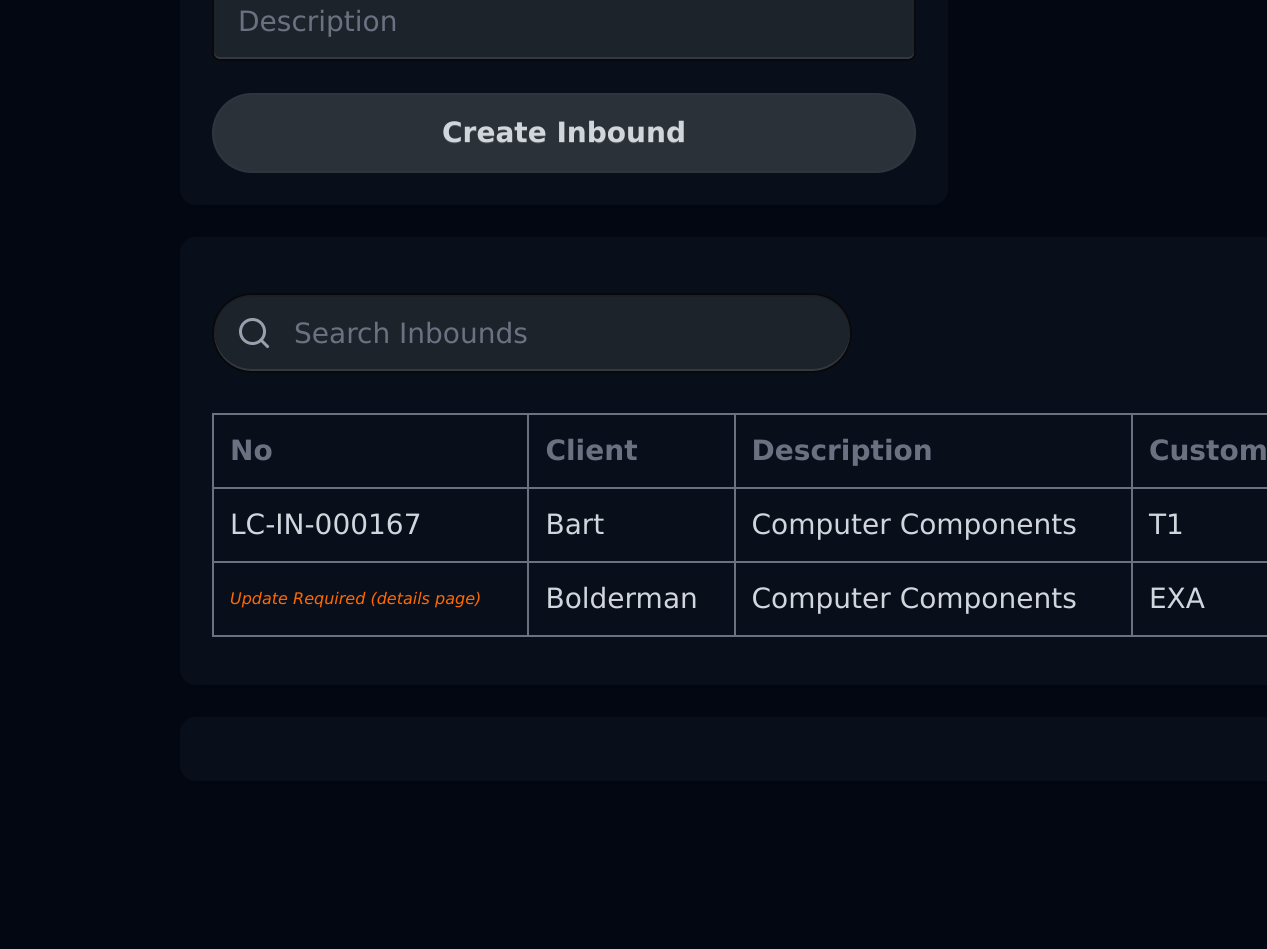 Description
Create Inbound
Search Inbounds
No Client Description Custom
LC-IN-000167 Bart Computer Components T1
Update Required (details page) Bolderman Computer Components EXA